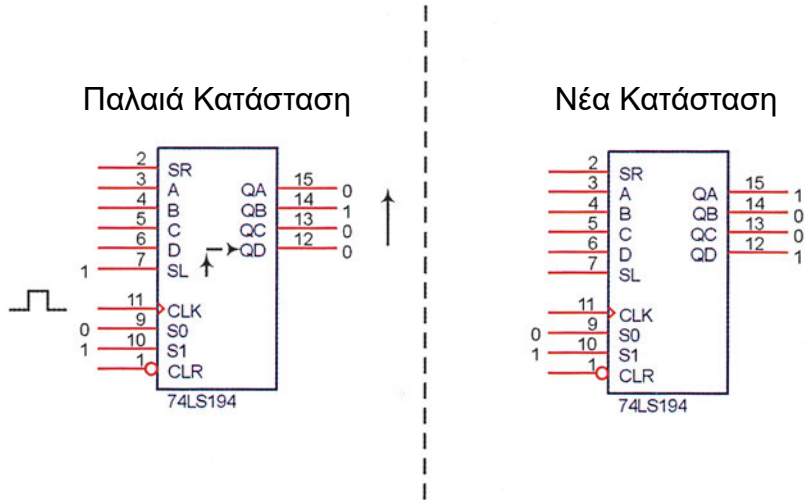 Παλαιά Κατάσταση
2 SR
3 A QA 15 0
4 B QB 14 1
5 C QC 13 0
6 D QD 12 0
1 7 SL
11 CLK
0 9 S0
1 10 S1
1 CLR
74LS194
Νέα Κατάσταση
2 SR
3 A QA 15 1
4 B QB 14 0
5 C QC 13 0
6 D QD 12 1
7 SL
11 CLK
0 9 S0
1 10 S1
1 CLR
74LS194